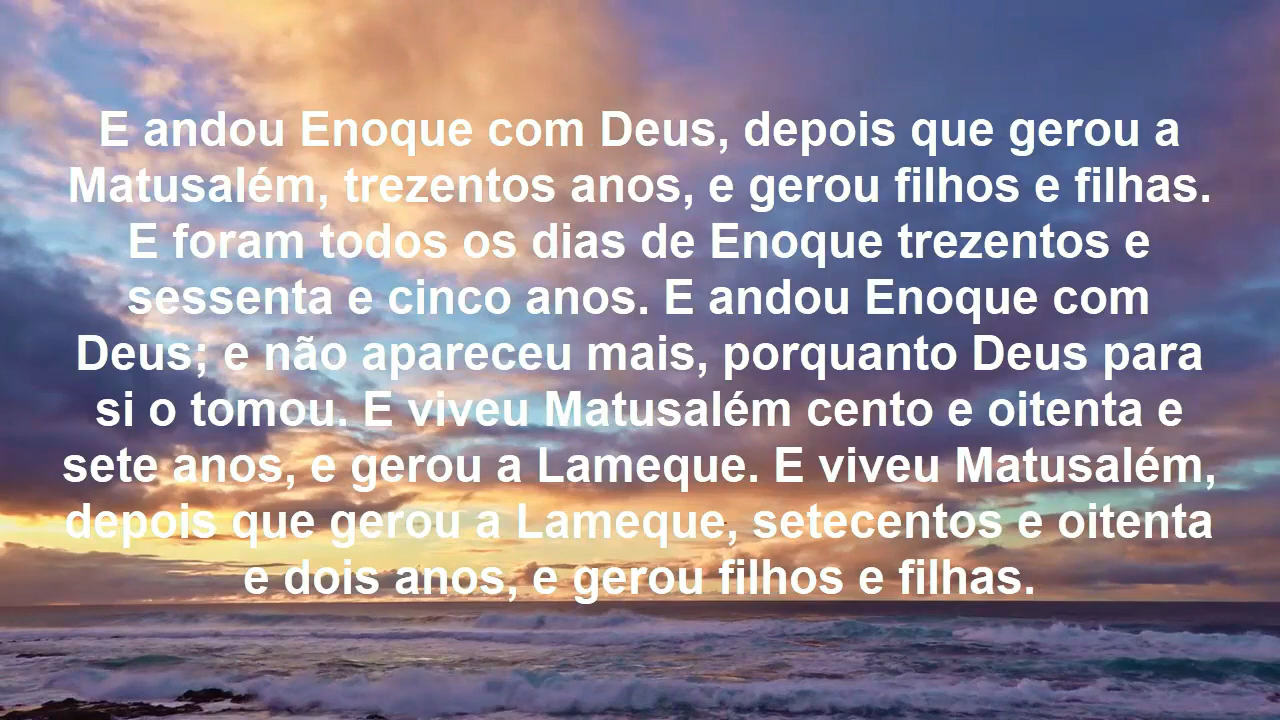 E andou Enoque com Deus, depois que gerou a
Matusalém, trezentos anos, e gerou filhos e filhas.
E foram todos os dias de Enoque trezentos e
sessenta e cinco anos. E andou Enoque com
Deus; e não apareceu mais, porquanto Deus para
si o tomou. E viveu Matusalém cento e oitenta e
sete anos, e gerou a Lameque. E viveu Matusalém,
depois que gerou a Lameque, setecentos e oitenta
e dois anos, e gerou filhos e filhas.